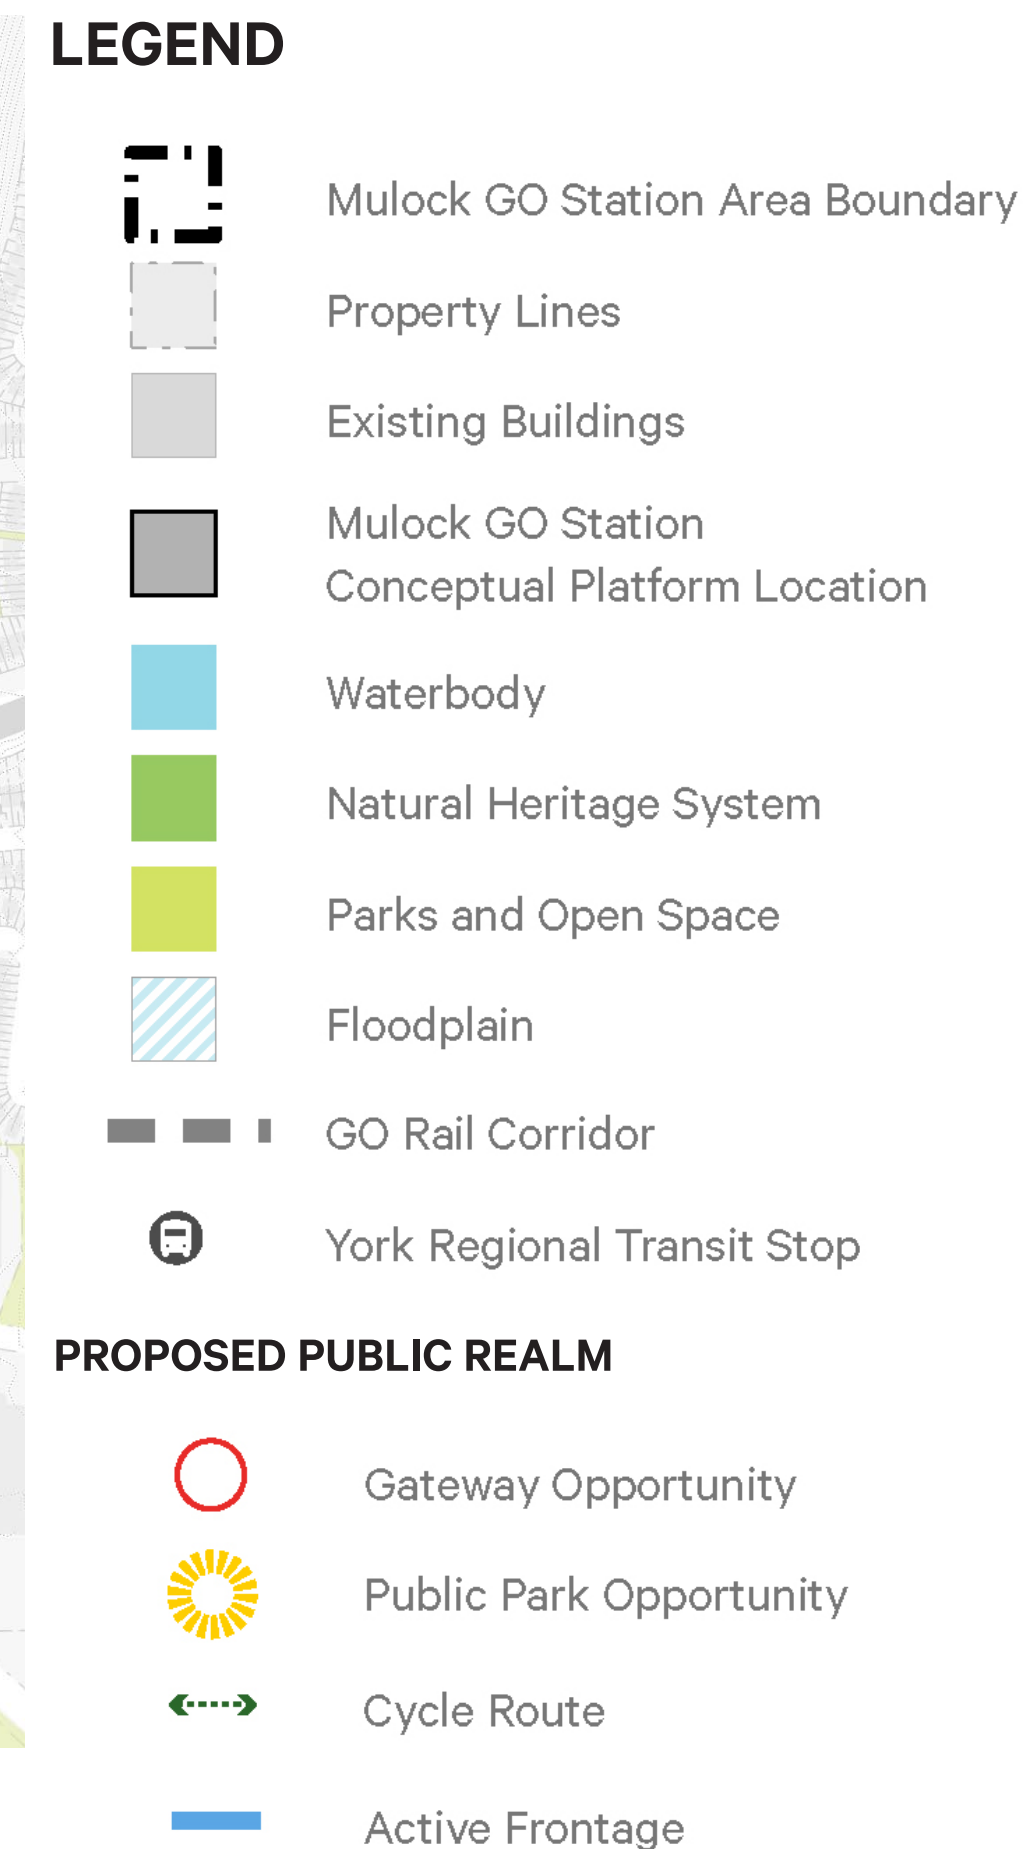 LEGEND
Mulock GO Station Area Boundary
Property Lines
Existing Buildings
Mulock GO Station
Conceptual Platform Location
Waterbody
Natural Heritage System
Parks and Open Space
Floodplain
GO Rail Corridor
York Regional Transit Stop
PROPOSED PUBLIC REALM
Gateway Opportunity
Public Park Opportunity
Cycle Route
Active Frontage